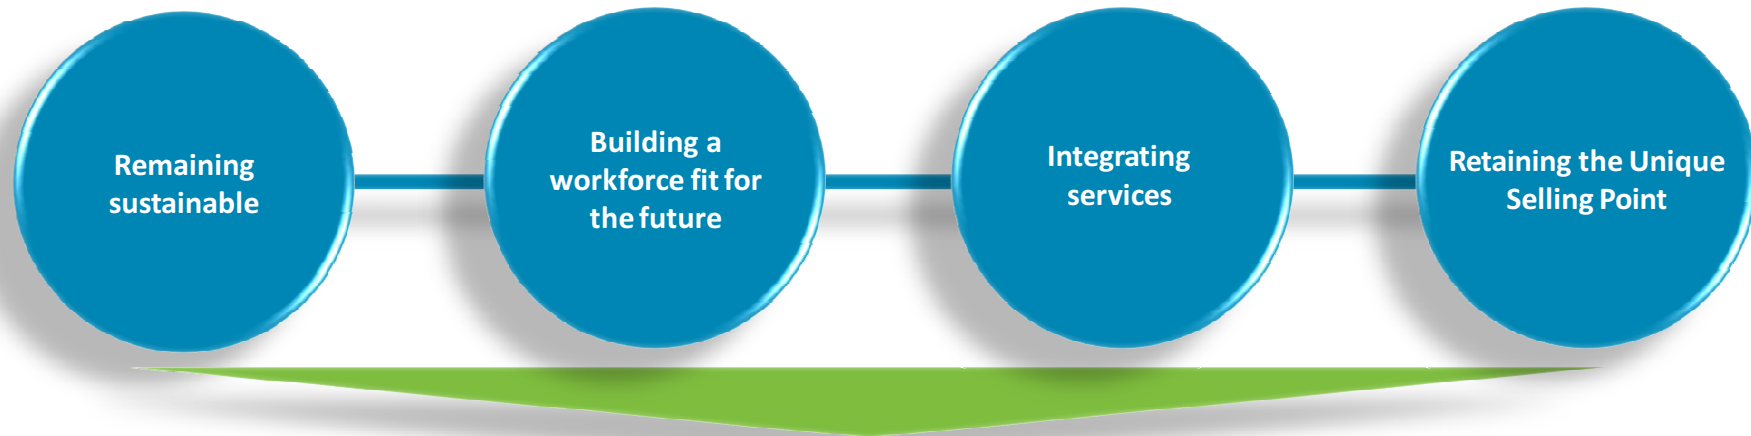 Remaining
sustainable
Building a
workforce fit for
the future
Integrating
services
Retaining the Unique
Selling Point